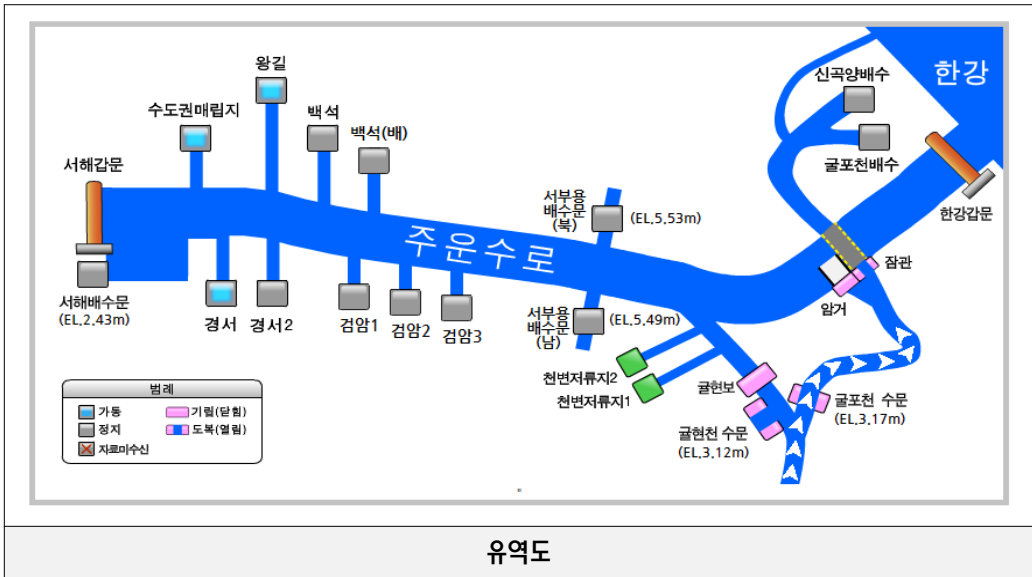 한강
신곡양배수
왕길
수도권매립지
백석
백석(배)
굴포천배수
서해갑문
서부용
배수문
(북)
(EL.5.53m)
한강갑문
주운수로
잠관
서해배수문
(EL.2.43m)
경서
경서2
검암1
검암2
검암3
서부용
배수문
(남)
(EL.5.49m)
암거
천변저류지2
천변저류지1
귤현보
굴포천 수문
(EL.3.17m)
귤현천 수문
(EL.3.12m)
범례
가동
기립(닫힘)
정지
도복(열림)
자료미수신
유역도